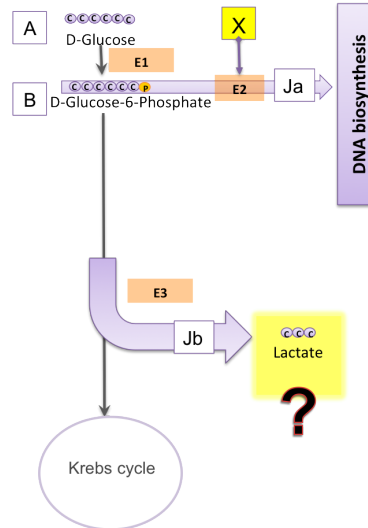 A
C C C C C C
D-Glucose
X
E1
B
C C C C C C P
D-Glucose-6-Phosphate
E2
Ja
DNA biosynthesis
E3
Jb
C C C
Lactate
?
Krebs cycle